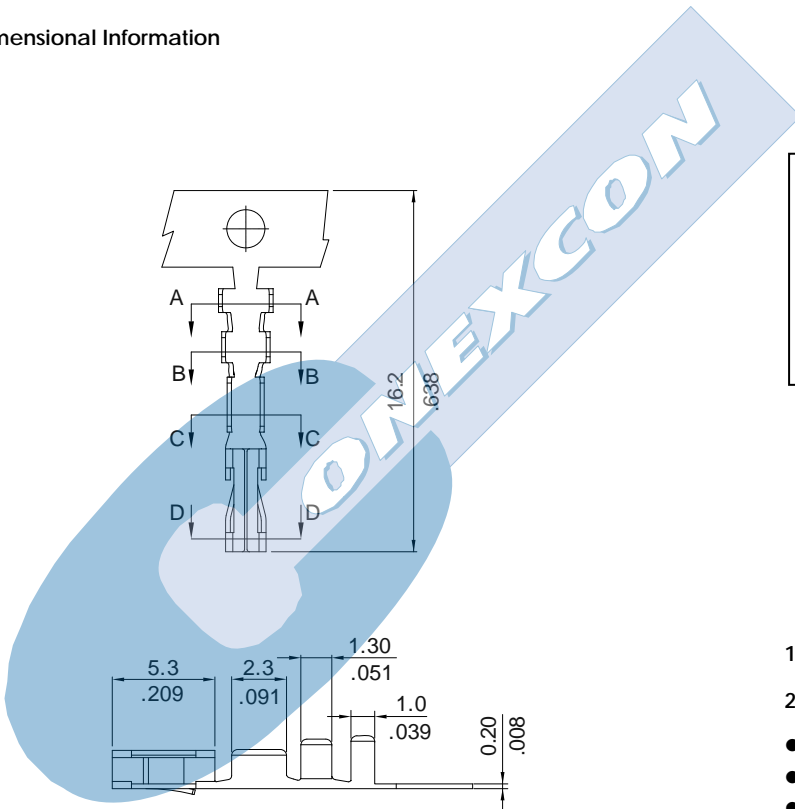 mensional Information
ONEXCON
A A
B B
C C
D D
16.2
.638
5.3
.209
2.3
.091
1.30
.051
1.0
.039
0.20
.008
1
2
●
●
●